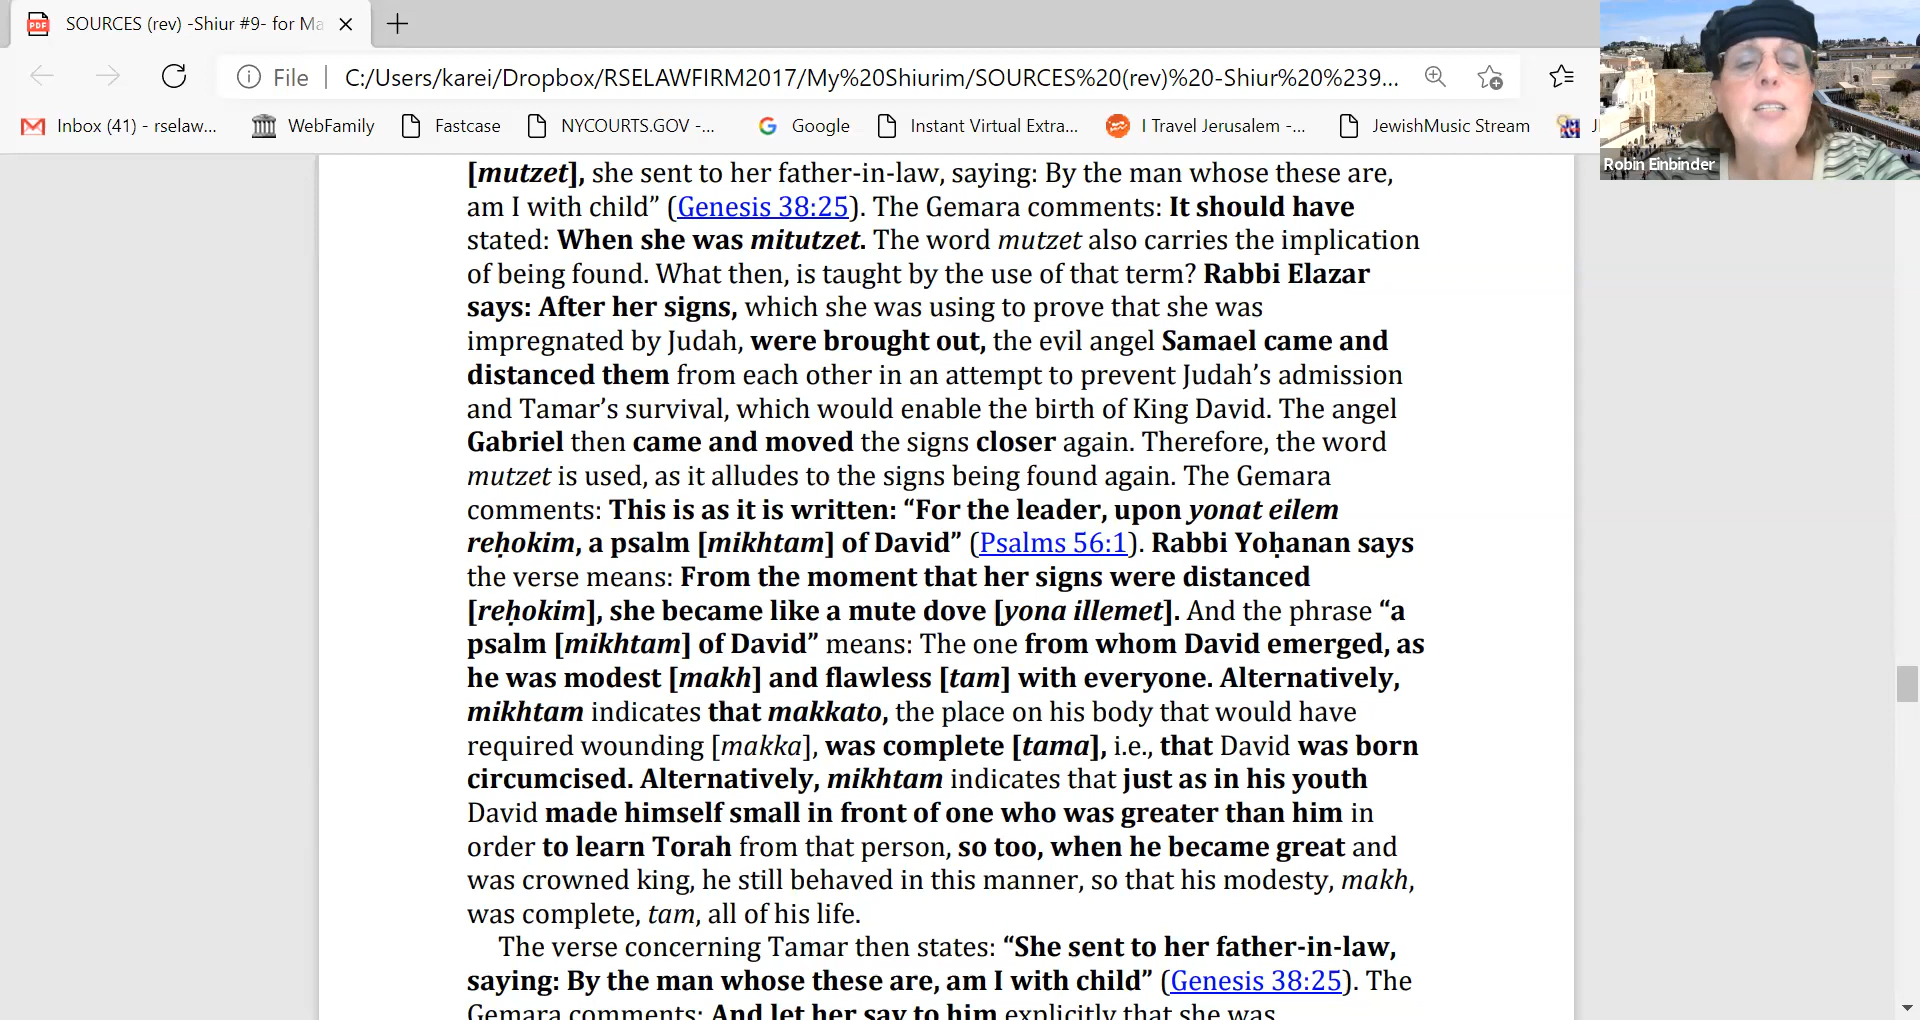 SOURCES (rev) -Shiur #9- for Ma
File
C:/Users/karei/Dropbox/RSELAWFIRM2017/My%20Shiurim/SOURCES%20(rev)%20-Shiur%20%239...
Inbox (41) - rselaw... WebFamily Fastcase NYCOURTS.GOV -... Google Instant Virtual Extra... I Travel Jerusalem -... JewishMusic Stream
Robin Einbinder
[mutzet], she sent to her father-in-law, saying: By the man whose these are,
am I with child” (Genesis 38:25). The Gemara comments: It should have
stated: When she was mitutzet. The word mutzet also carries the implication
of being found. What then, is taught by the use of that term? Rabbi Elazar
says: After her signs, which she was using to prove that she was
impregnated by Judah, were brought out, the evil angel Samael came and
distanced them from each other in an attempt to prevent Judah’s admission
and Tamar’s survival, which would enable the birth of King David. The angel
Gabriel then came and moved the signs closer again. Therefore, the word
mutzet is used, as it alludes to the signs being found again. The Gemara
comments: This is as it is written: “For the leader, upon yonat eilem
reḥokim, a psalm [mikhtam] of David” (Psalms 56:1). Rabbi Yoḥanan says
the verse means: From the moment that her signs were distanced
[reḥokim], she became like a mute dove [yona illemet]. And the phrase “a
psalm [mikhtam] of David” means: The one from whom David emerged, as
he was modest [makh] and flawless [tam] with everyone. Alternatively,
mikhtam indicates that makkato, the place on his body that would have
required wounding [makka], was complete [tama], i.e., that David was born
circumcised. Alternatively, mikhtam indicates that just as in his youth
David made himself small in front of one who was greater than him in
order to learn Torah from that person, so too, when he became great and
was crowned king, he still behaved in this manner, so that his modesty, makh,
was complete, tam, all of his life.
The verse concerning Tamar then states: “She sent to her father-in-law,
saying: By the man whose these are, am I with child” (Genesis 38:25). The
Gemara comments: And let her say to him explicitly that she was